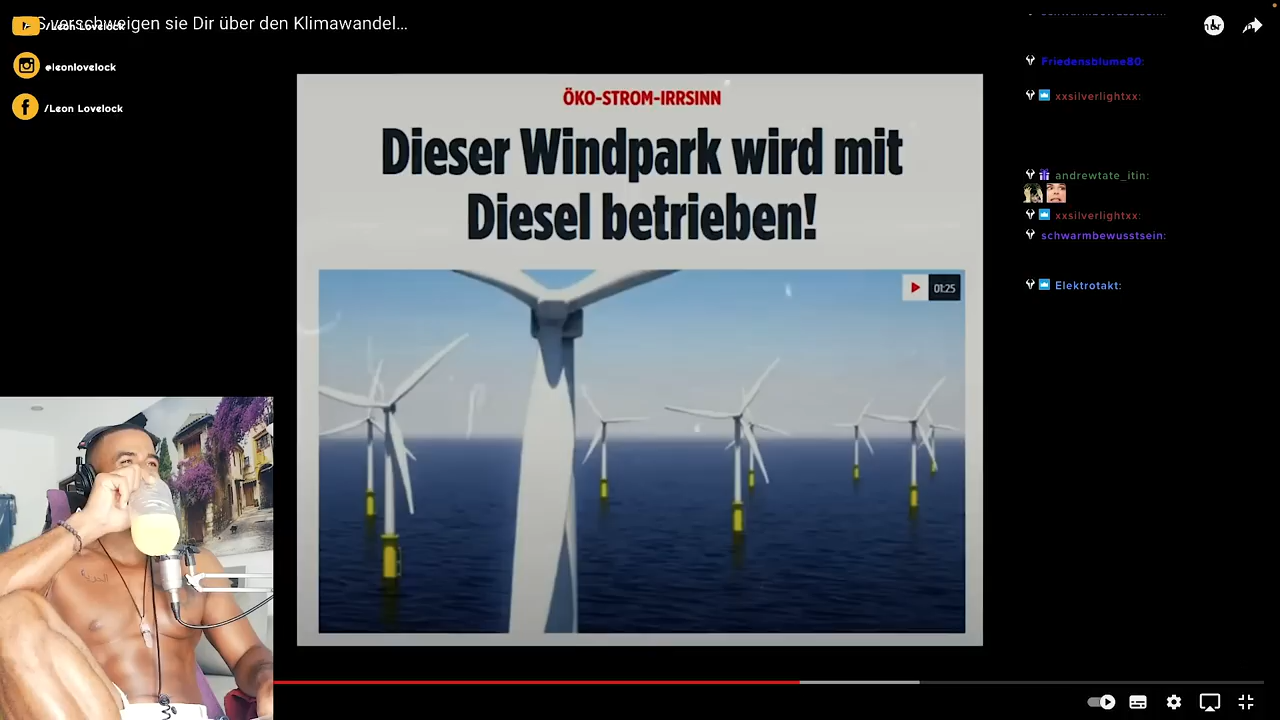 verschweigen sie Dir über den Klimawandel...
/Leon Lovelock
@leonlovelock
/Leon Lovelock
ÖKO-STROM-IRRSINN
Dieser Windpark wird mit
Diesel betrieben!
01:25
Friedensblume80:
xxsilverlightxx:
andrewtate_itin:
xxsilverlightxx:
schwarmbewusstsein:
Elektrotakt: